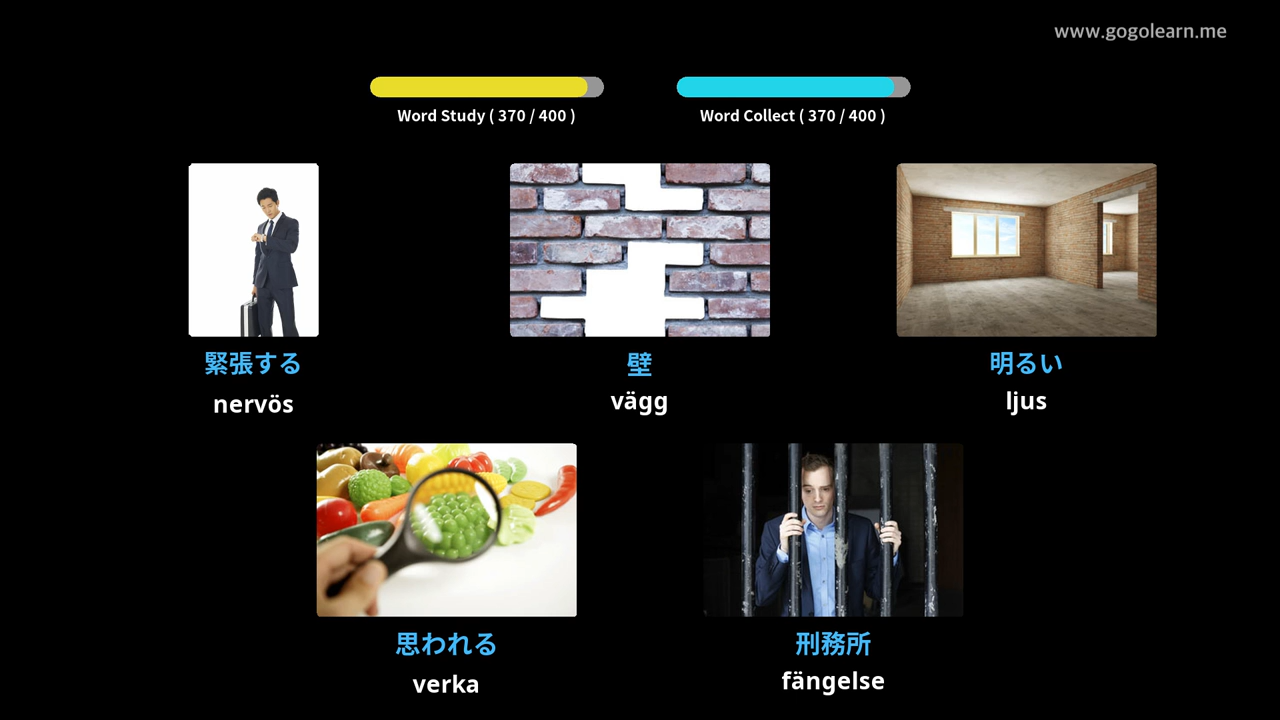 www.gogolearn.me
Word Study ( 370 / 400 )
Word Collect ( 370 / 400 )
緊張する
nervös
壁
vägg
明るい
ljus
思われる
verka
刑務所
fängelse